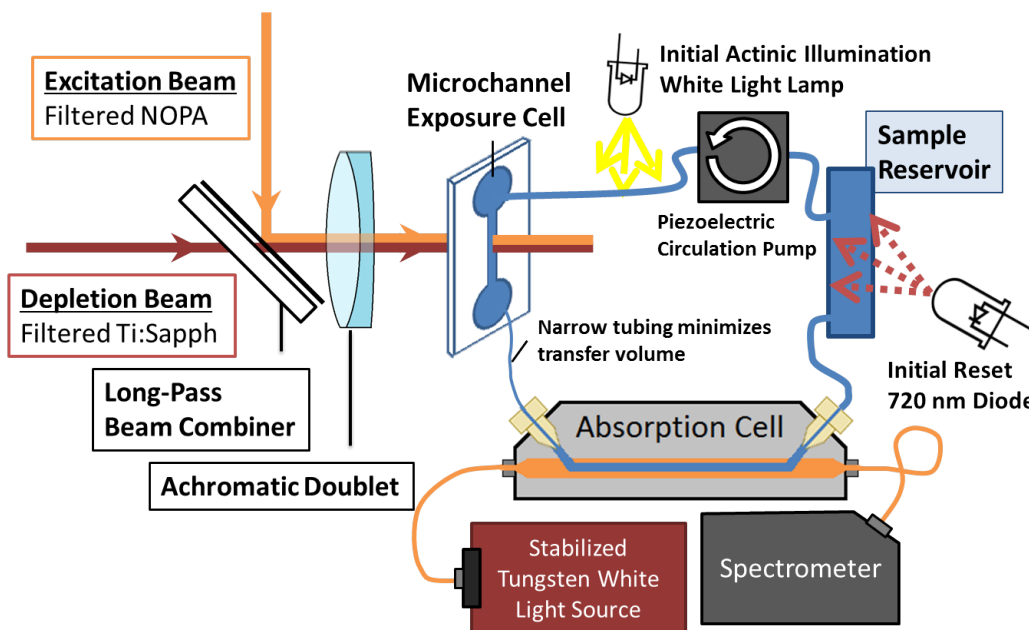 Excitation Beam
Filtered NOPA
Depletion Beam
Filtered Ti:Sapph
Long-Pass
Beam Combiner
Achromatic Doublet
Microchannel
Exposure Cell
Initial Actinic Illumination
White Light Lamp
Piezoelectric
Circulation Pump
Sample
Reservoir
Initial Reset
720 nm Diode
Narrow tubing minimizes
transfer volume
Absorption Cell
Stabilized
Tungsten White
Light Source
Spectrometer